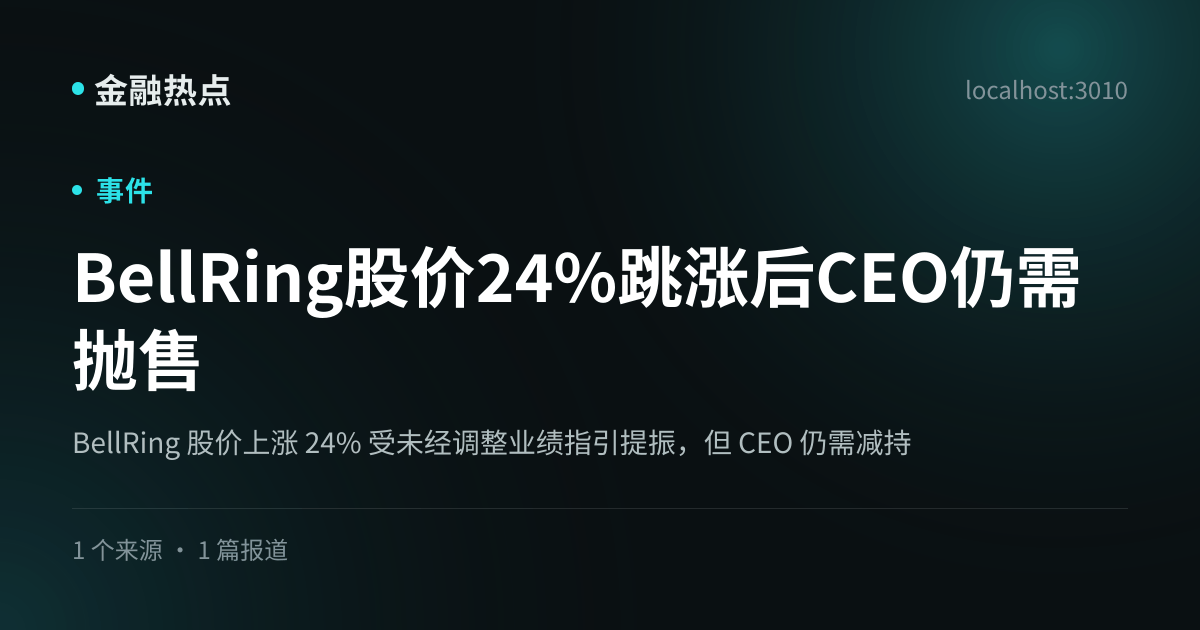 金融热点
localhost:3010
事件
BellRing股价24%跳涨后CEO仍需
抛售
BellRing 股价上涨 24% 受未经调整业绩指引提振，但 CEO 仍需减持
1 个来源 · 1 篇报道